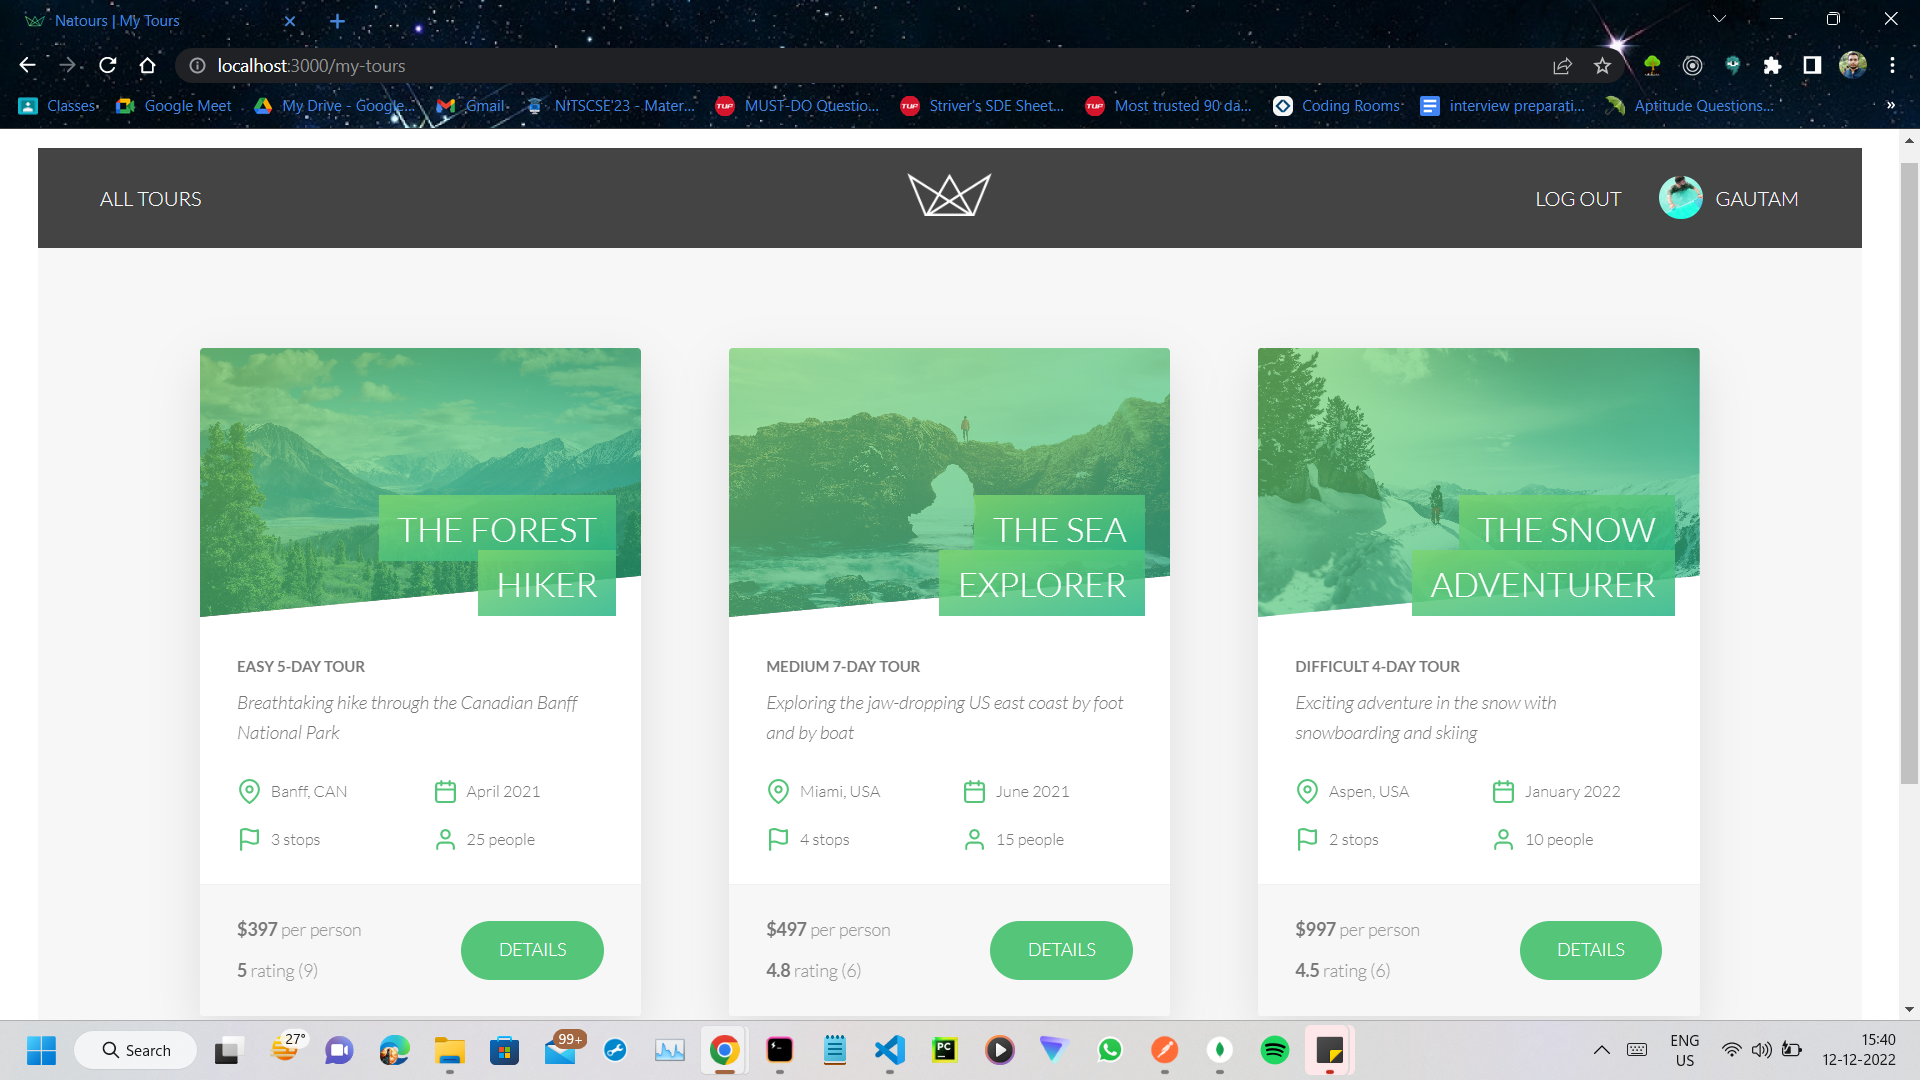 Natours | My Tours
localhost:3000/my-tours
Classes
Google Meet
My Drive - Google...
Gmail
NITSCSE'23 - Mater...
TUF
MUST-DO Questio...
TUF
Striver's SDE Sheet...
TUF
Most trusted 90 da...
Coding Rooms
interview preparati...
Aptitude Questions...
»
ALL TOURS
LOG OUT
GAUTAM
THE FOREST
HIKER
EASY 5-DAY TOUR
Breathtaking hike through the Canadian Banff
National Park
Banff, CAN
April 2021
3 stops
25 people
$397 per person
5 rating (9)
DETAILS
THE SEA
EXPLORER
MEDIUM 7-DAY TOUR
Exploring the jaw-dropping US east coast by foot
and by boat
Miami, USA
June 2021
4 stops
15 people
$497 per person
4.8 rating (6)
DETAILS
THE SNOW
ADVENTURER
DIFFICULT 4-DAY TOUR
Exciting adventure in the snow with
snowboarding and skiing
Aspen, USA
January 2022
2 stops
10 people
$997 per person
4.5 rating (6)
DETAILS
Search
27°
99+
PC
ENG
US
15:40
12-12-2022